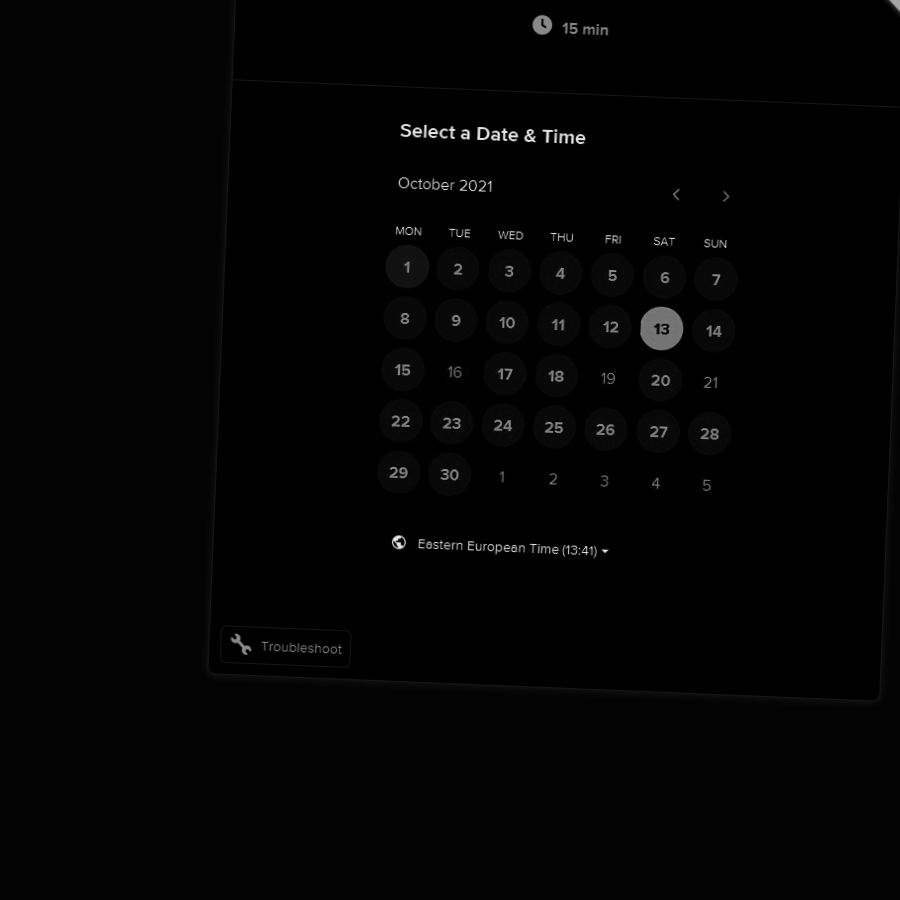 15 min
Select a Date & Time
October 2021
MON TUE WED THU FRI SAT SUN
1 2 3 4 5 6 7
8 9 10 11 12 13 14
15 16 17 18 19 20 21
22 23 24 25 26 27 28
29 30 1 2 3 4 5
Eastern European Time (13:41)
Troubleshoot